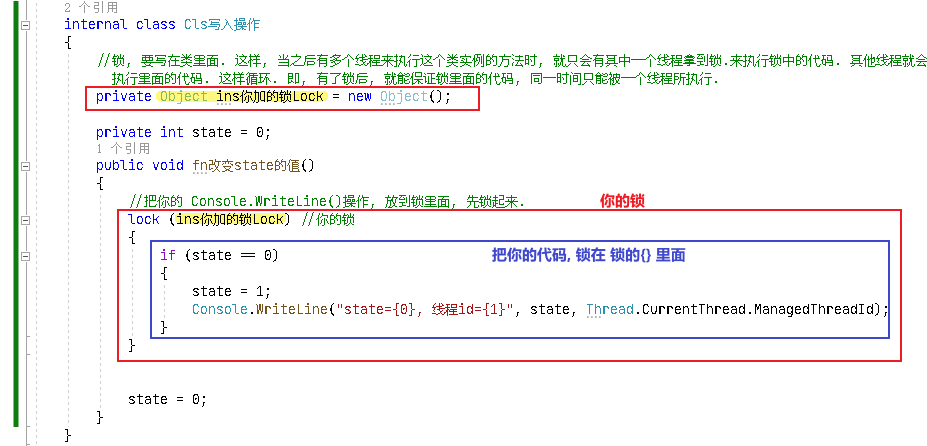 2 个引用
internal class Cls写入操作
{
//锁, 要写在类里面. 这样, 当之后有多个线程来执行这个类实例的方法时, 就只会有其中一个线程拿到锁.来执行锁中的代码. 其他线程就会
执行里面的代码. 这样循环. 即, 有了锁后, 就能保证锁里面的代码, 同一时间只能被一个线程所执行.
private Object ins你加的锁Lock = new Object();
private int state = 0;
1 个引用
public void fn改变state的值()
{
//把你的 Console.WriteLine()操作, 放到锁里面, 先锁起来.
你的锁
lock (ins你加的锁Lock) //你的锁
{
if (state == 0)
把你的代码, 锁在 锁的{} 里面
{
state = 1;
Console.WriteLine("state={0}, 线程id={1}", state, Thread.CurrentThread.ManagedThreadId);
}
}
state = 0;
}
}